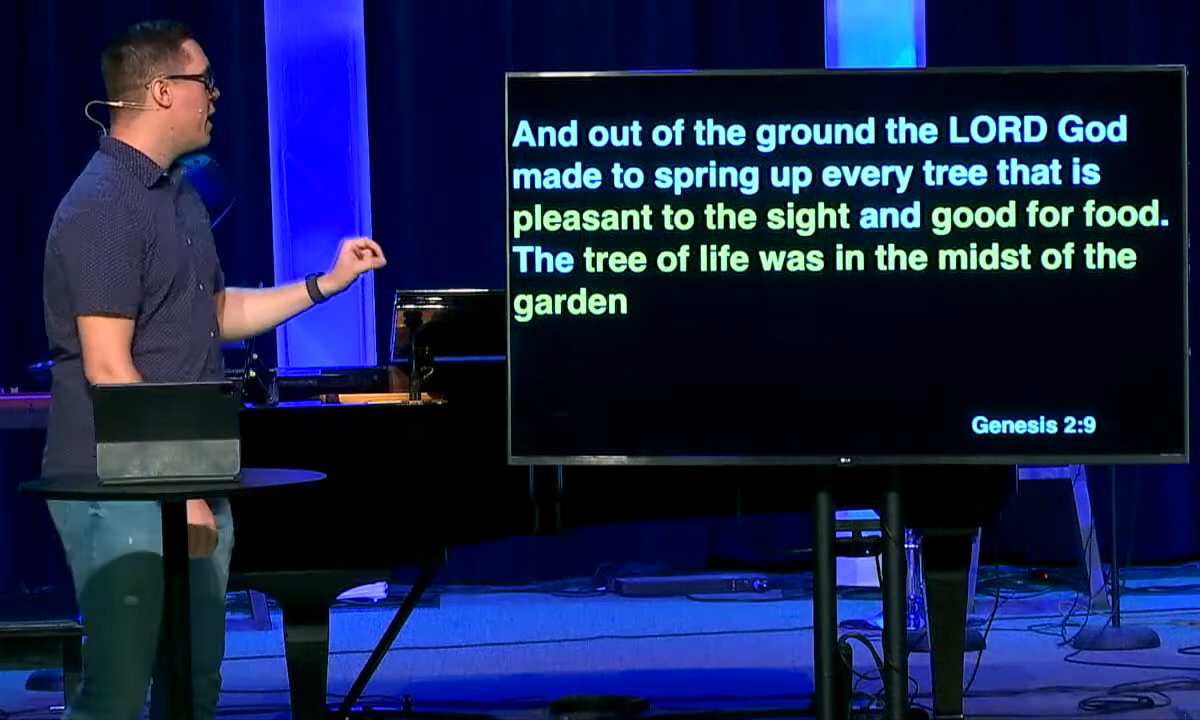 And out of the ground the LORD God
made to spring up every tree that is
pleasant to the sight and good for food.
The tree of life was in the midst of the
garden
Genesis 2:9
LG